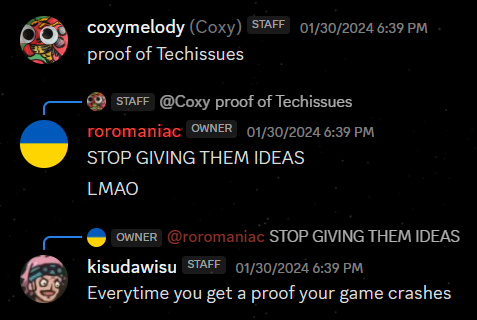 coxymelody (Coxy) STAFF 01/30/2024 6:39 PM
proof of Techissues
STAFF @Coxy proof of Techissues
roromaniac OWNER 01/30/2024 6:39 PM
STOP GIVING THEM IDEAS
LMAO
OWNER @roromaniac STOP GIVING THEM IDEAS
kisudawisu STAFF 01/30/2024 6:39 PM
Everytime you get a proof your game crashes